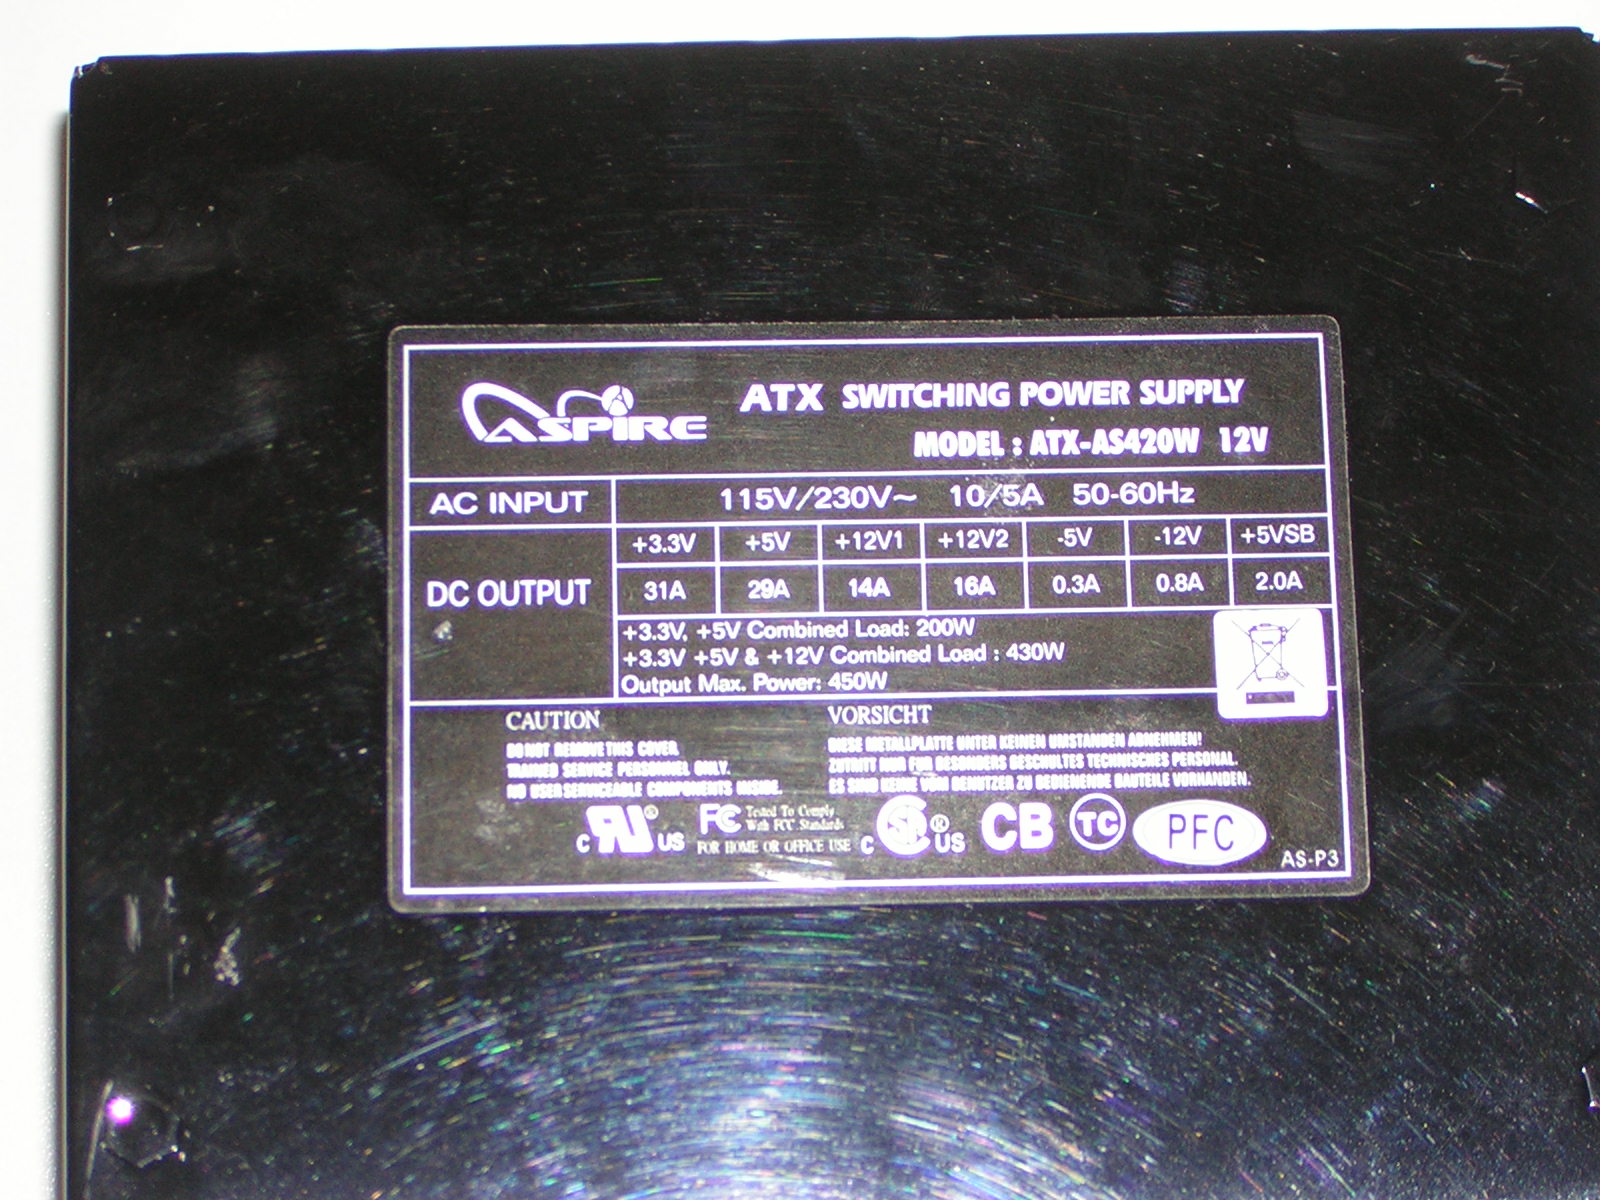 ASPIRE
ATX SWITCHING POWER SUPPLY
MODEL : ATX-AS420W 12V
AC INPUT 115V/230V~ 10/5A 50-60Hz
DC OUTPUT
+3.3V +5V +12V1 +12V2 -5V -12V +5VSB
31A 29A 14A 16A 0.3A 0.8A 2.0A
+3.3V, +5V Combined Load: 200W
+3.3V +5V & +12V Combined Load : 430W
Output Max. Power: 450W
CAUTION
DO NOT REMOVE THIS COVER.
TRAINED SERVICE PERSONNEL ONLY.
NO USER SERVICEABLE COMPONENTS INSIDE.
VORSICHT
DIESE METALLPLATTE UNTER KEINEN UMSTANDEN ABNEHMEN!
ZUTRITT NUR FUR BESONDERS GESCHULTES TECHNISCHES PERSONAL.
ES SIND KEINE VOM BENUTZER ZU BEDIENENDE BAUTEILE VORHANDEN.
c RU ® US
FC Tested To Comply
With FCC Standards
FOR HOME OR OFFICE USE
c SA ® US
CB
TC
PFC
AS-P3